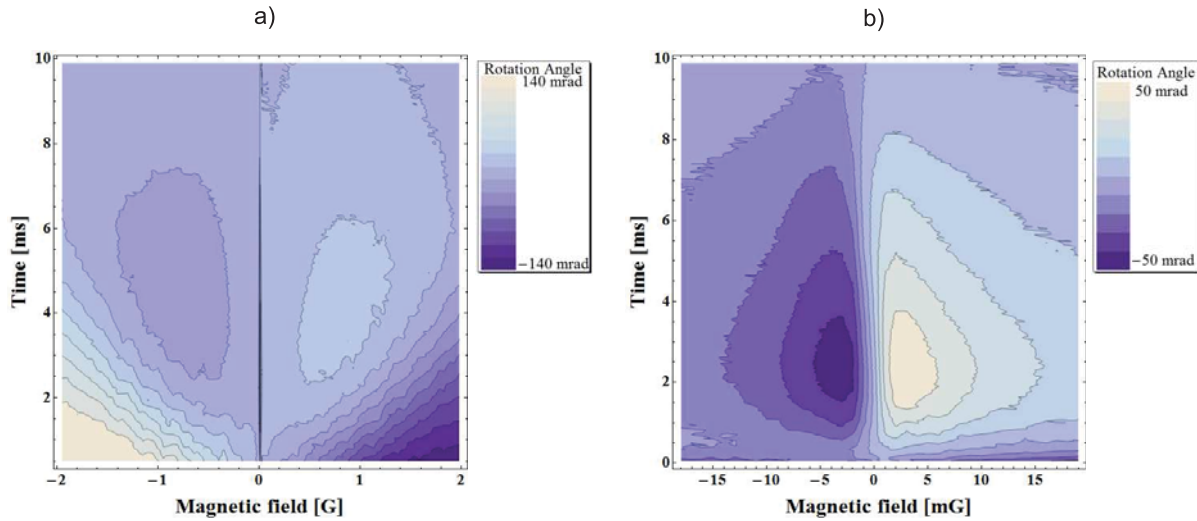 a)
b)
10
8
6
4
2
−2
−1
0
1
2
Time [ms]
Magnetic field [G]
Rotation Angle
140 mrad
−140 mrad
10
8
6
4
2
0
−15
−10
−5
0
5
10
15
Time [ms]
Magnetic field [mG]
Rotation Angle
50 mrad
−50 mrad